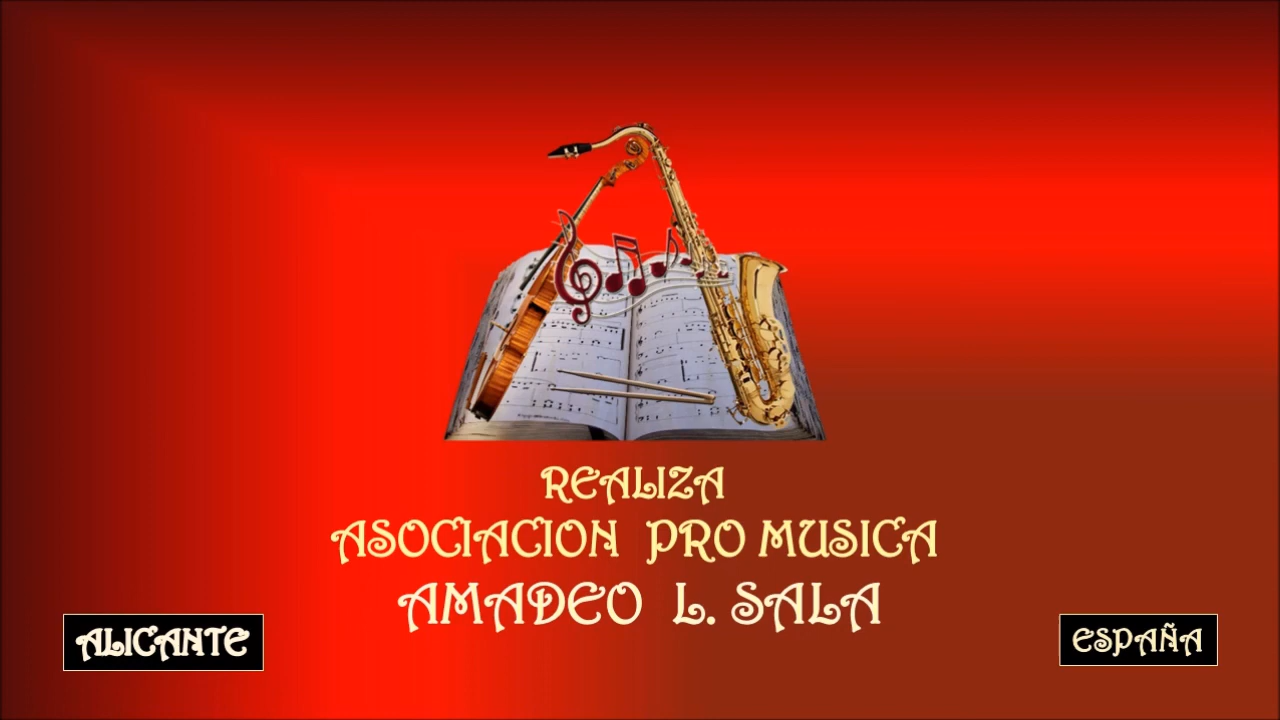 REALIZA
ASOCIACION PRO MUSICA
AMADEO L. SALA
ALICANTE
ESPAÑA